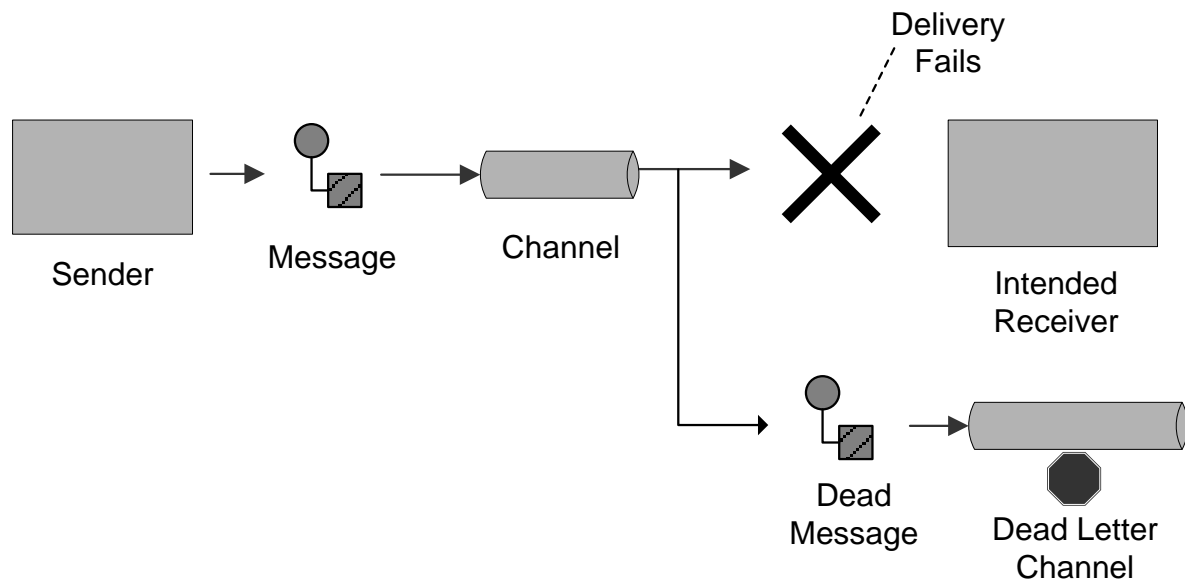 Delivery
Fails
Sender
Message
Channel
Intended
Receiver
Dead
Message
Dead Letter
Channel